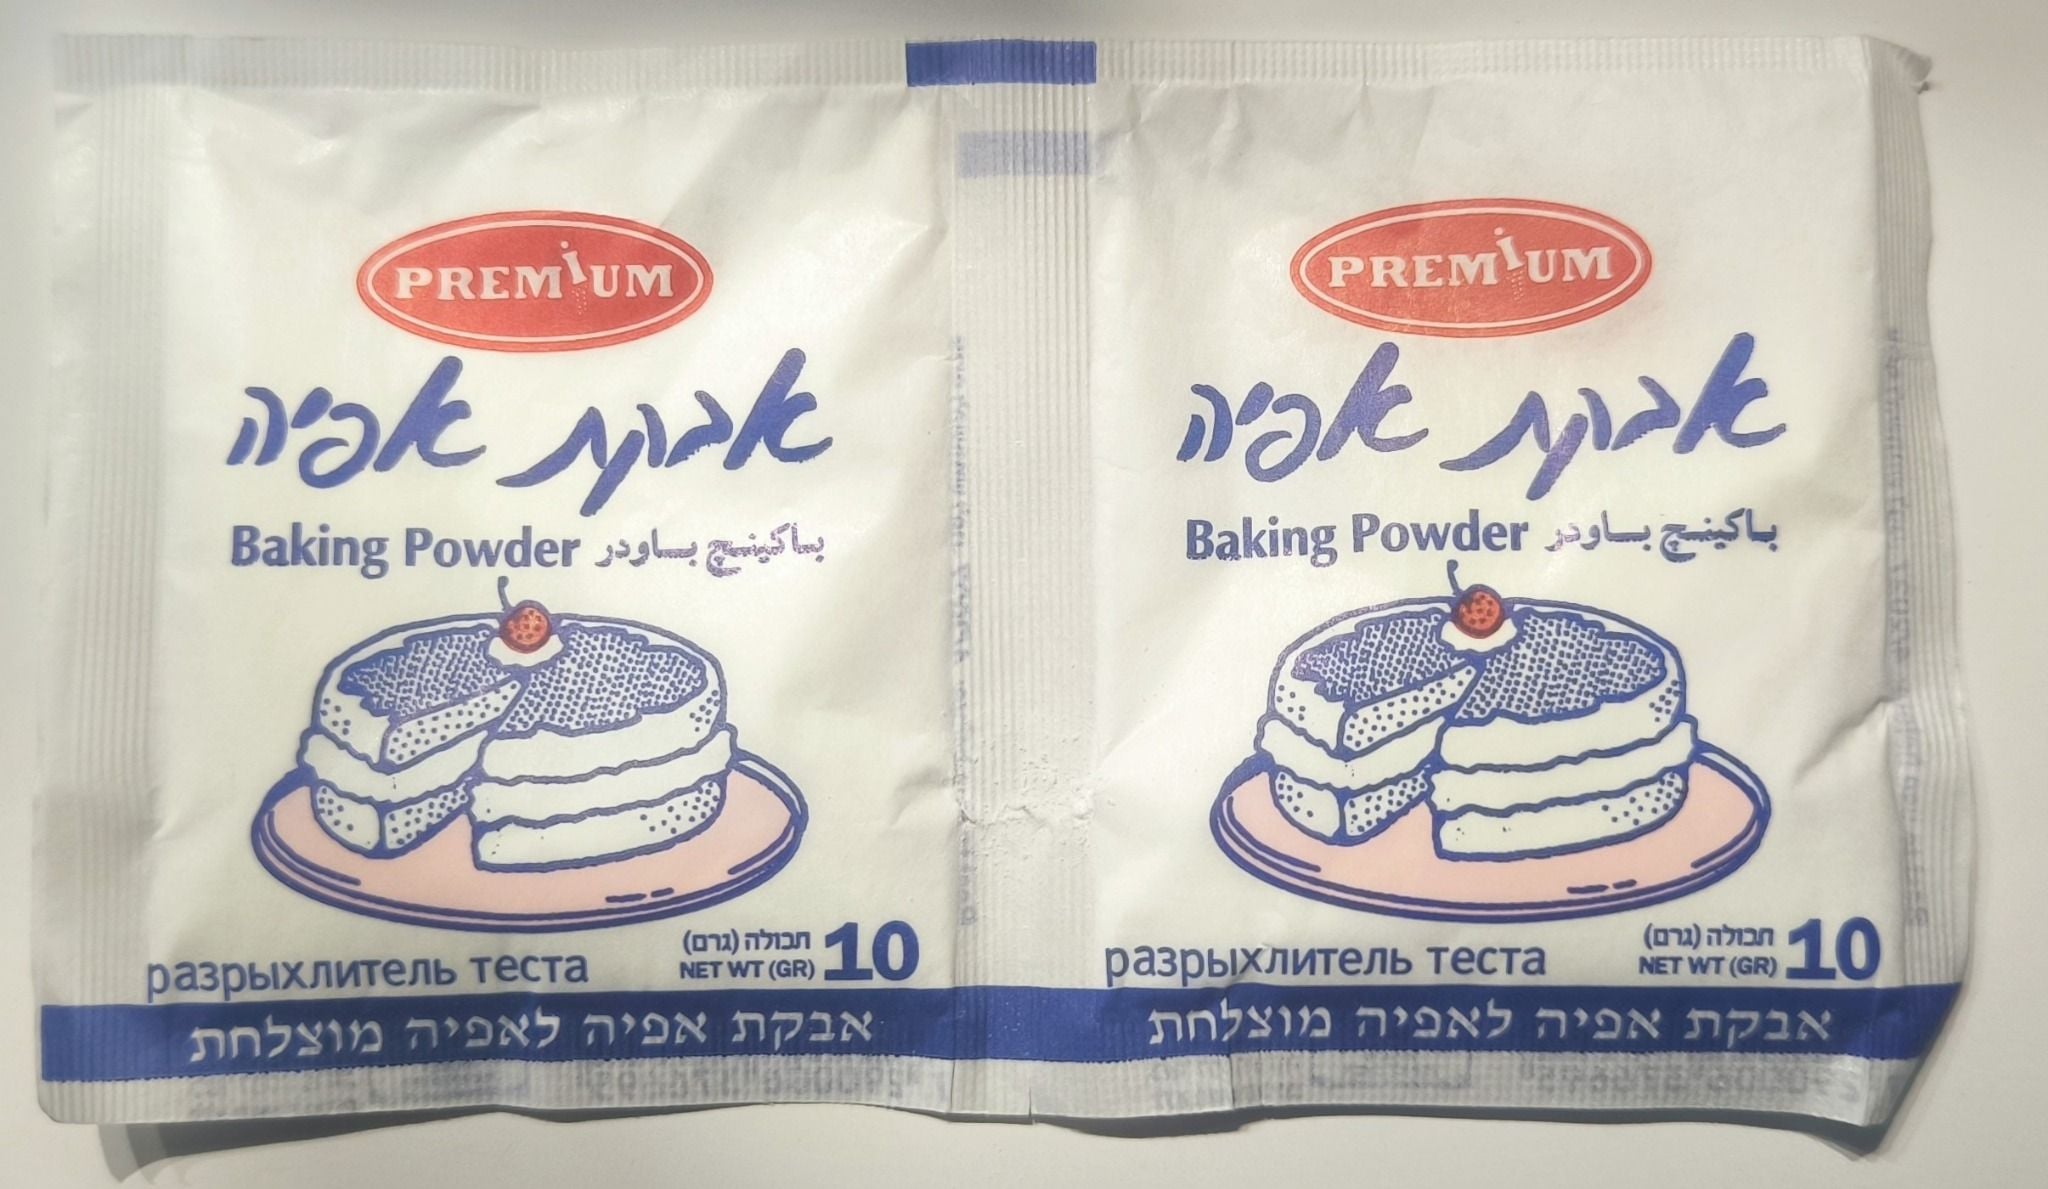 PREMiUM
אבקת אפיה
Baking Powder باكينج باودر
תכולה (גרם)
NET WT (GR) 10
разрыхлитель теста
אבקת אפיה לאפיה מוצלחת
PREMiUM
אבקת אפיה
Baking Powder باكينج باودر
תכולה (גרם)
NET WT (GR) 10
разрыхлитель теста
אבקת אפיה לאפיה מוצלחת